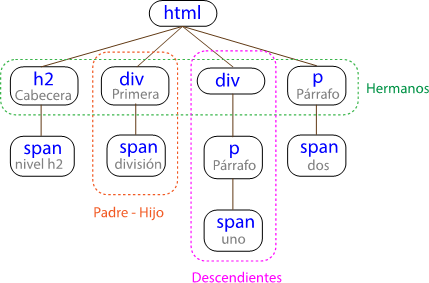 html
h2
Cabecera
div
Primera
div
p
Párrafo
Hermanos
span
nivel h2
span
división
p
Párrafo
span
dos
Padre - Hijo
span
uno
Descendientes